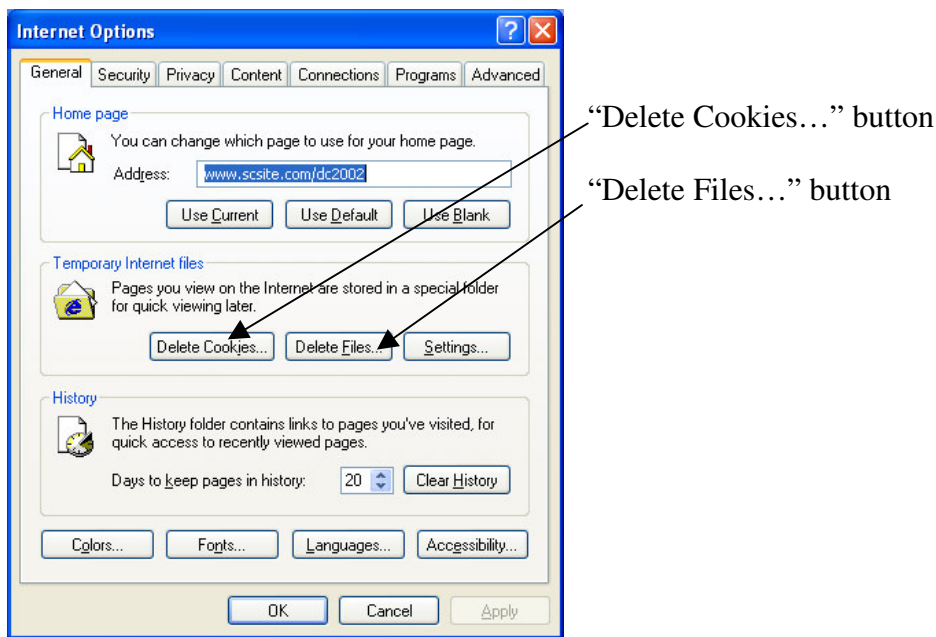 Internet Options
General Security Privacy Content Connections Programs Advanced
Home page
You can change which page to use for your home page.
Address: www.scsite.com/dc2002
Use Current Use Default Use Blank
Temporary Internet files
Pages you view on the Internet are stored in a special folder
for quick viewing later.
Delete Cookies... Delete Files... Settings...
History
The History folder contains links to pages you've visited, for
quick access to recently viewed pages.
Days to keep pages in history: 20 Clear History
Colors... Fonts... Languages... Accessibility...
OK Cancel Apply
“Delete Cookies…” button
“Delete Files…” button